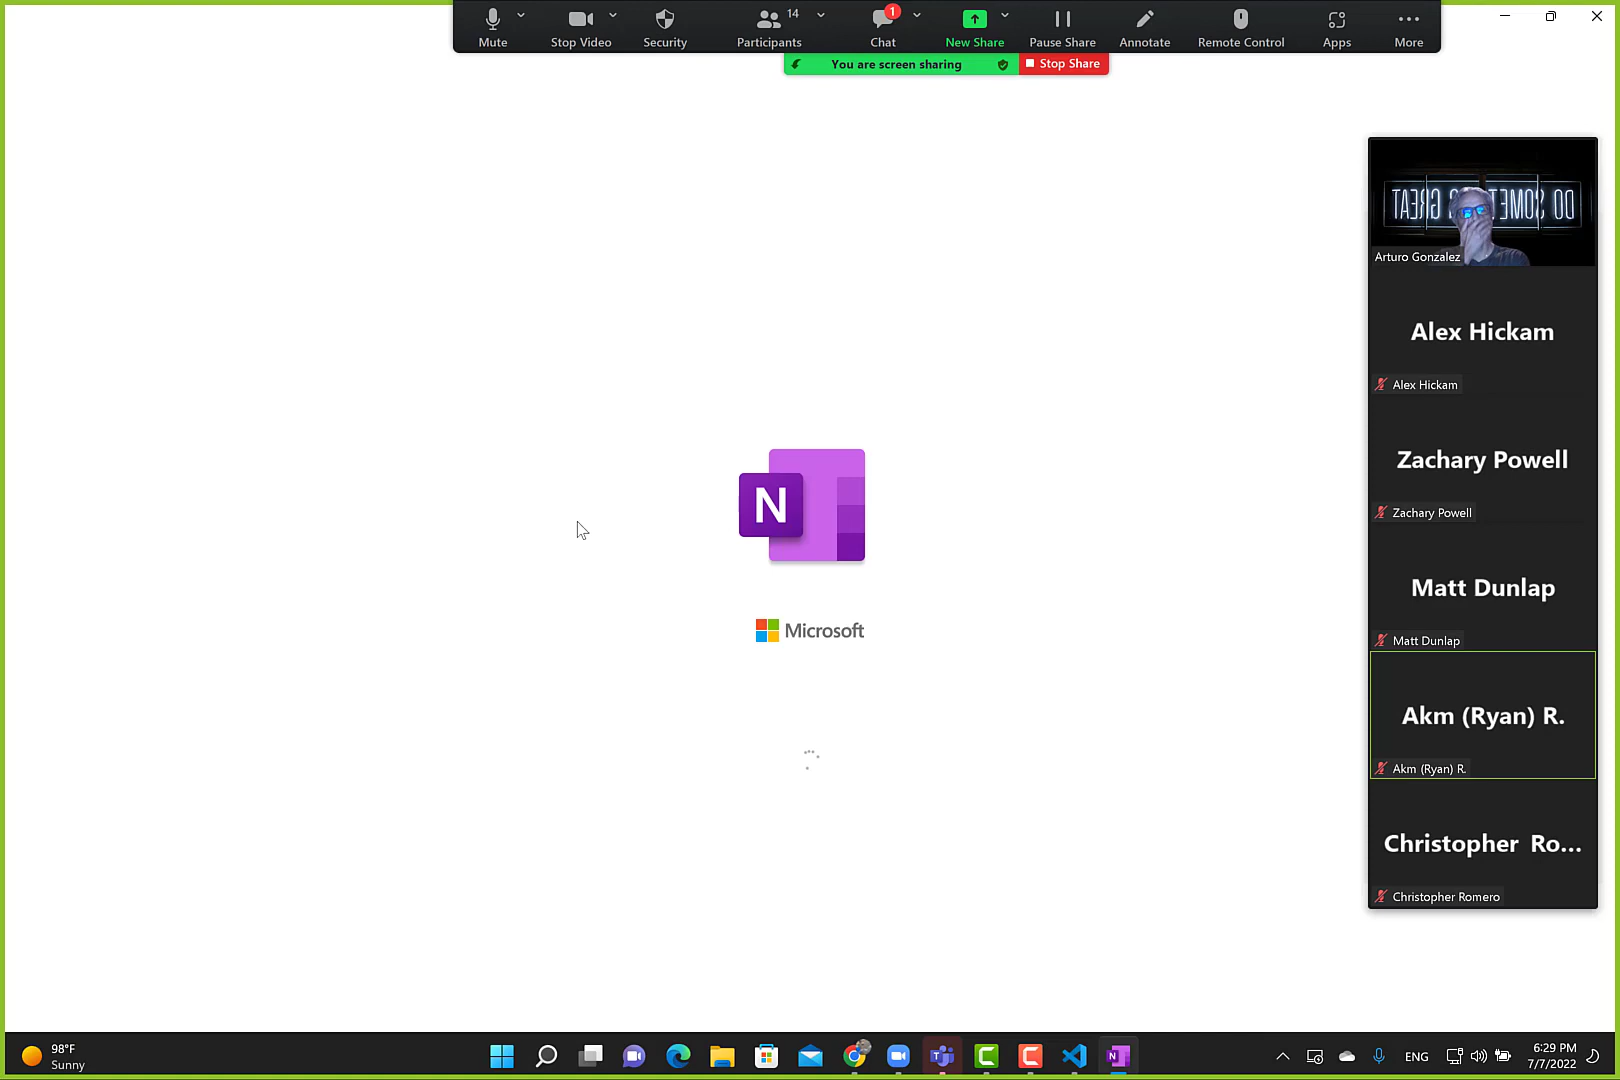 Mute
Stop Video
Security
14
Participants
1
Chat
New Share
Pause Share
Annotate
Remote Control
Apps
More
You are screen sharing
Stop Share
Arturo Gonzalez
Alex Hickam
Alex Hickam
Zachary Powell
Zachary Powell
Matt Dunlap
Matt Dunlap
Akm (Ryan) R.
Akm (Ryan) R.
Christopher Ro...
Christopher Romero
N
Microsoft
98°F
Sunny
ENG
6:29 PM
7/7/2022